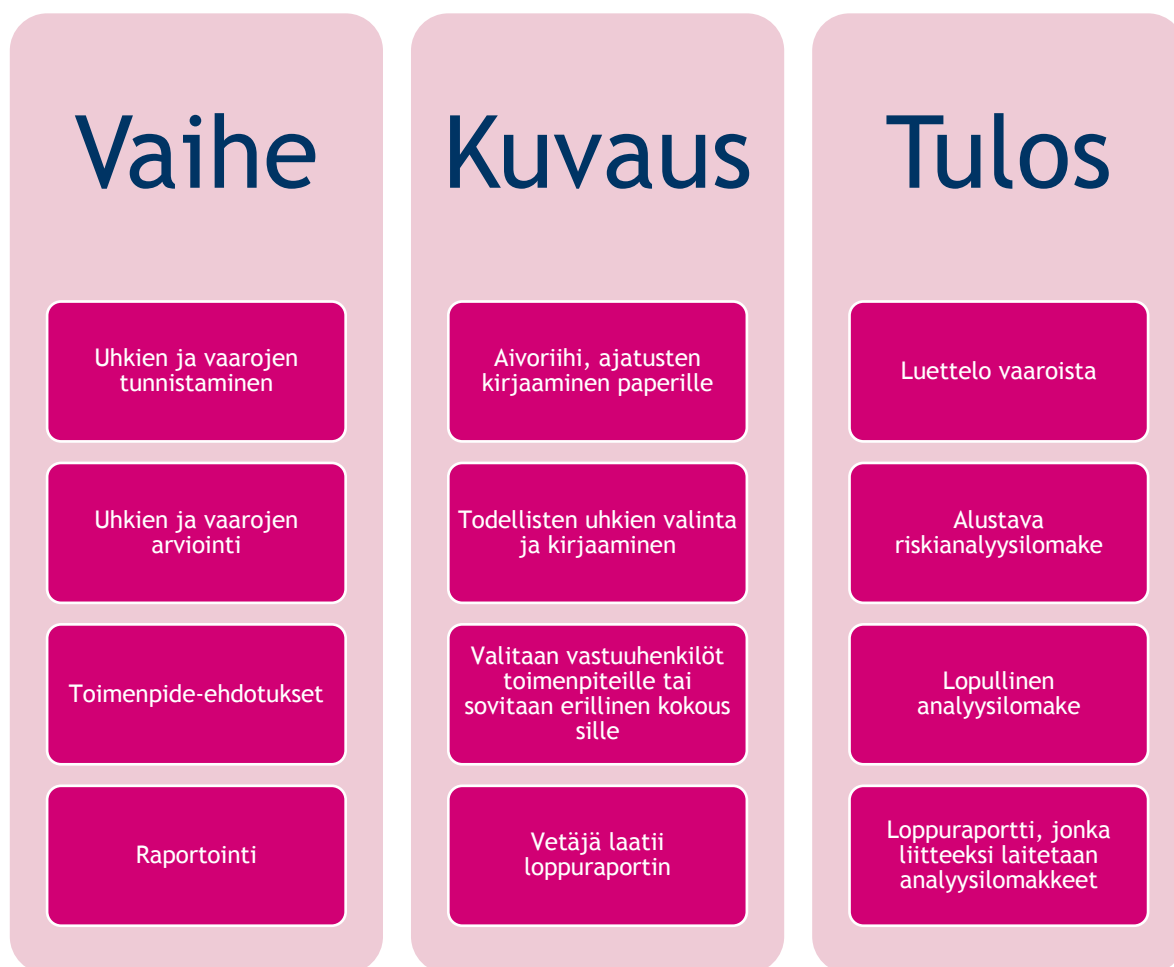 Vaihe
Uhkien ja vaarojen
tunnistaminen
Uhkien ja vaarojen
arviointi
Toimenpide-ehdotukset
Raportointi
Kuvaus
Aivoriihi, ajatusten
kirjaaminen paperille
Todellisten uhkien valinta
ja kirjaaminen
Valitaan vastuuhenkilöt
toimenpiteille tai
sovitaan erillinen kokous
sille
Vetäjä laatii
loppuraportin
Tulos
Luettelo vaaroista
Alustava
riskianalyysilomake
Lopullinen
analyysilomake
Loppuraportti, jonka
liitteeksi laitetaan
analyysilomakkeet